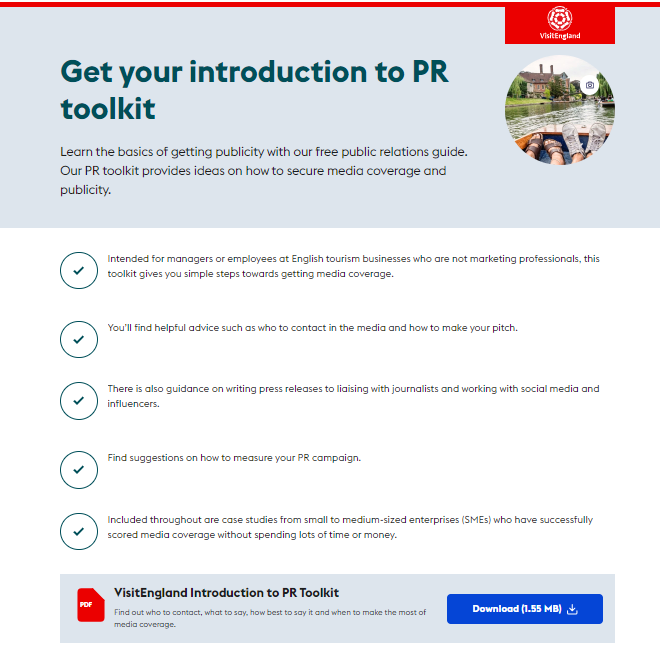 VisitEngland
Get your introduction to PR
toolkit
Learn the basics of getting publicity with our free public relations guide.
Our PR toolkit provides ideas on how to secure media coverage and
publicity.
Intended for managers or employees at English tourism businesses who are not marketing professionals, this
toolkit gives you simple steps towards getting media coverage.
You'll find helpful advice such as who to contact in the media and how to make your pitch.
There is also guidance on writing press releases to liaising with journalists and working with social media and
influencers.
Find suggestions on how to measure your PR campaign.
Included throughout are case studies from small to medium-sized enterprises (SMEs) who have successfully
scored media coverage without spending lots of time or money.
PDF
VisitEngland Introduction to PR Toolkit
Find out who to contact, what to say, how best to say it and when to make the most of
media coverage.
Download (1.55 MB)